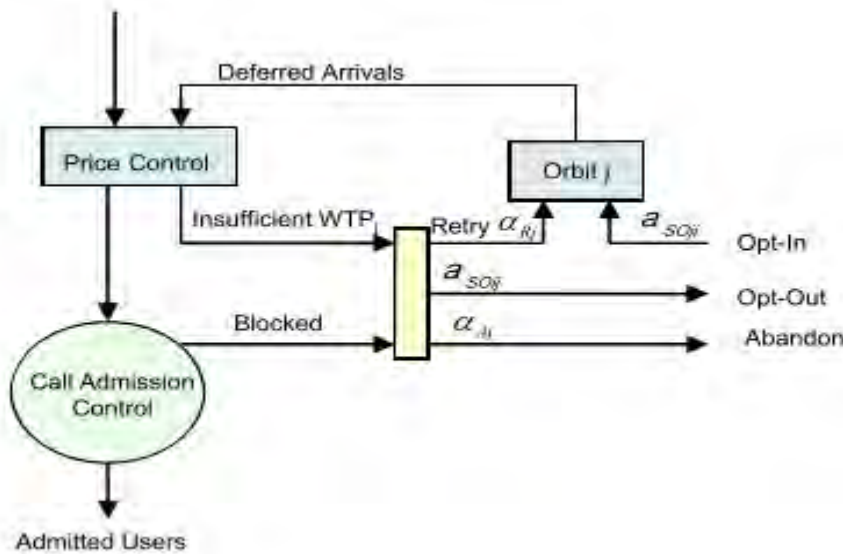 Deferred Arrivals
Price Control
Orbit j
Insufficient WTP
Retry α_Rj
a_SOji
Opt-In
a_SOij
Opt-Out
Blocked
α_Aj
Abandon
Call Admission
Control
Admitted Users